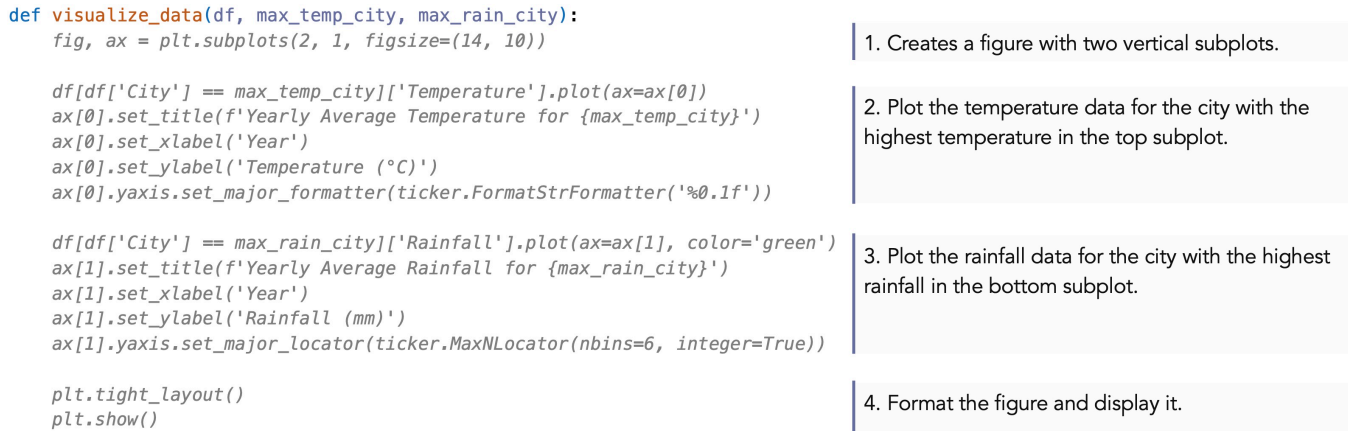 def visualize_data(df, max_temp_city, max_rain_city):
fig, ax = plt.subplots(2, 1, figsize=(14, 10))
1. Creates a figure with two vertical subplots.
df[df['City'] == max_temp_city]['Temperature'].plot(ax=ax[0])
ax[0].set_title(f'Yearly Average Temperature for {max_temp_city}')
ax[0].set_xlabel('Year')
ax[0].set_ylabel('Temperature (°C)')
ax[0].yaxis.set_major_formatter(ticker.FormatStrFormatter('%0.1f'))
2. Plot the temperature data for the city with the
highest temperature in the top subplot.
df[df['City'] == max_rain_city]['Rainfall'].plot(ax=ax[1], color='green')
ax[1].set_title(f'Yearly Average Rainfall for {max_rain_city}')
ax[1].set_xlabel('Year')
ax[1].set_ylabel('Rainfall (mm)')
ax[1].yaxis.set_major_locator(ticker.MaxNLocator(nbins=6, integer=True))
3. Plot the rainfall data for the city with the highest
rainfall in the bottom subplot.
plt.tight_layout()
plt.show()
4. Format the figure and display it.